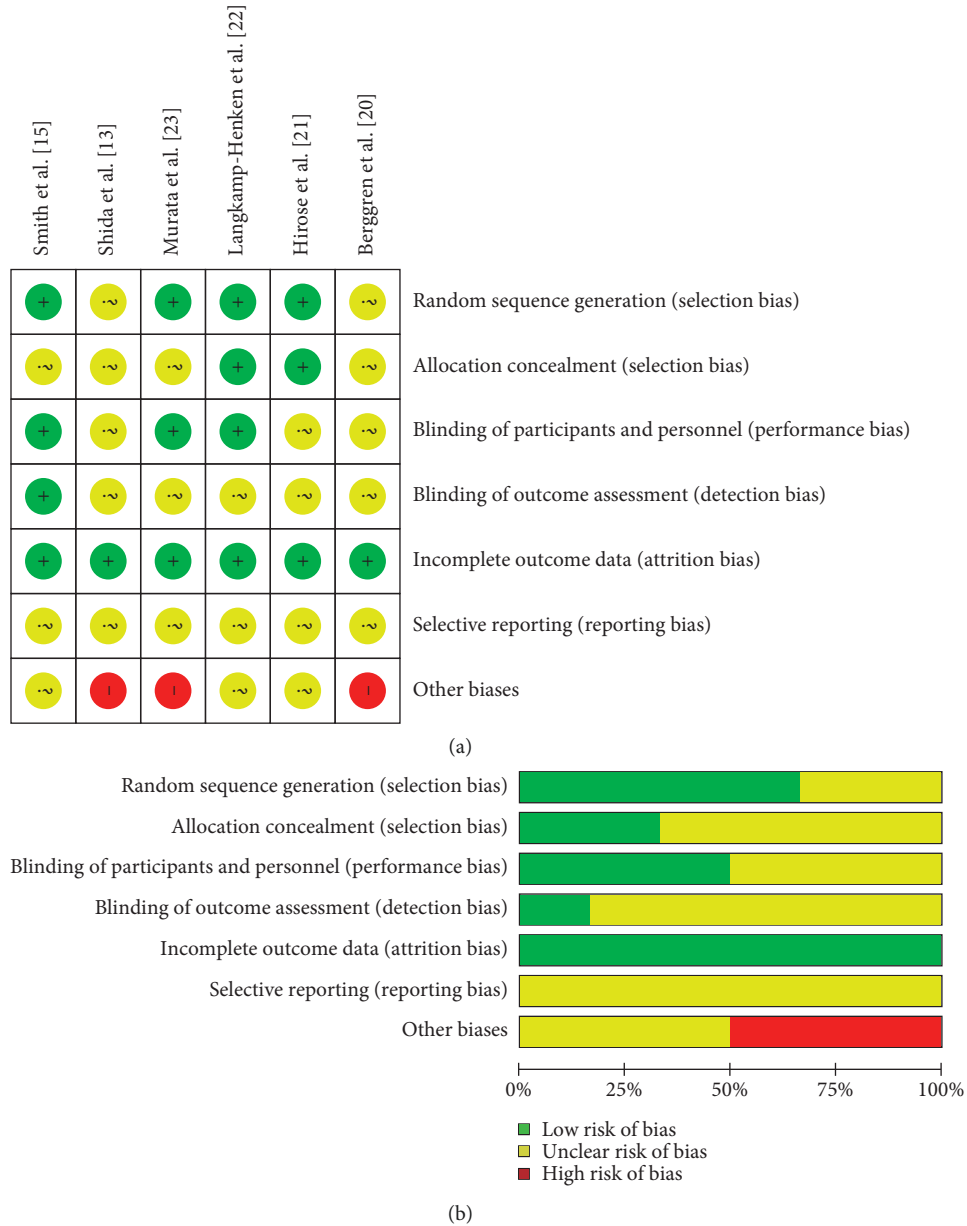 Smith et al. [15]
Shida et al. [13]
Murata et al. [23]
Langkamp-Henken et al. [22]
Hirose et al. [21]
Berggren et al. [20]
+ ? + + + ? Random sequence generation (selection bias)
? ? ? + + ? Allocation concealment (selection bias)
+ ? + + ? ? Blinding of participants and personnel (performance bias)
+ ? ? ? ? ? Blinding of outcome assessment (detection bias)
+ + + + + + Incomplete outcome data (attrition bias)
? ? ? ? ? ? Selective reporting (reporting bias)
? – – ? ? – Other biases
(a)
Random sequence generation (selection bias)
Allocation concealment (selection bias)
Blinding of participants and personnel (performance bias)
Blinding of outcome assessment (detection bias)
Incomplete outcome data (attrition bias)
Selective reporting (reporting bias)
Other biases
0% 25% 50% 75% 100%
Low risk of bias
Unclear risk of bias
High risk of bias
(b)